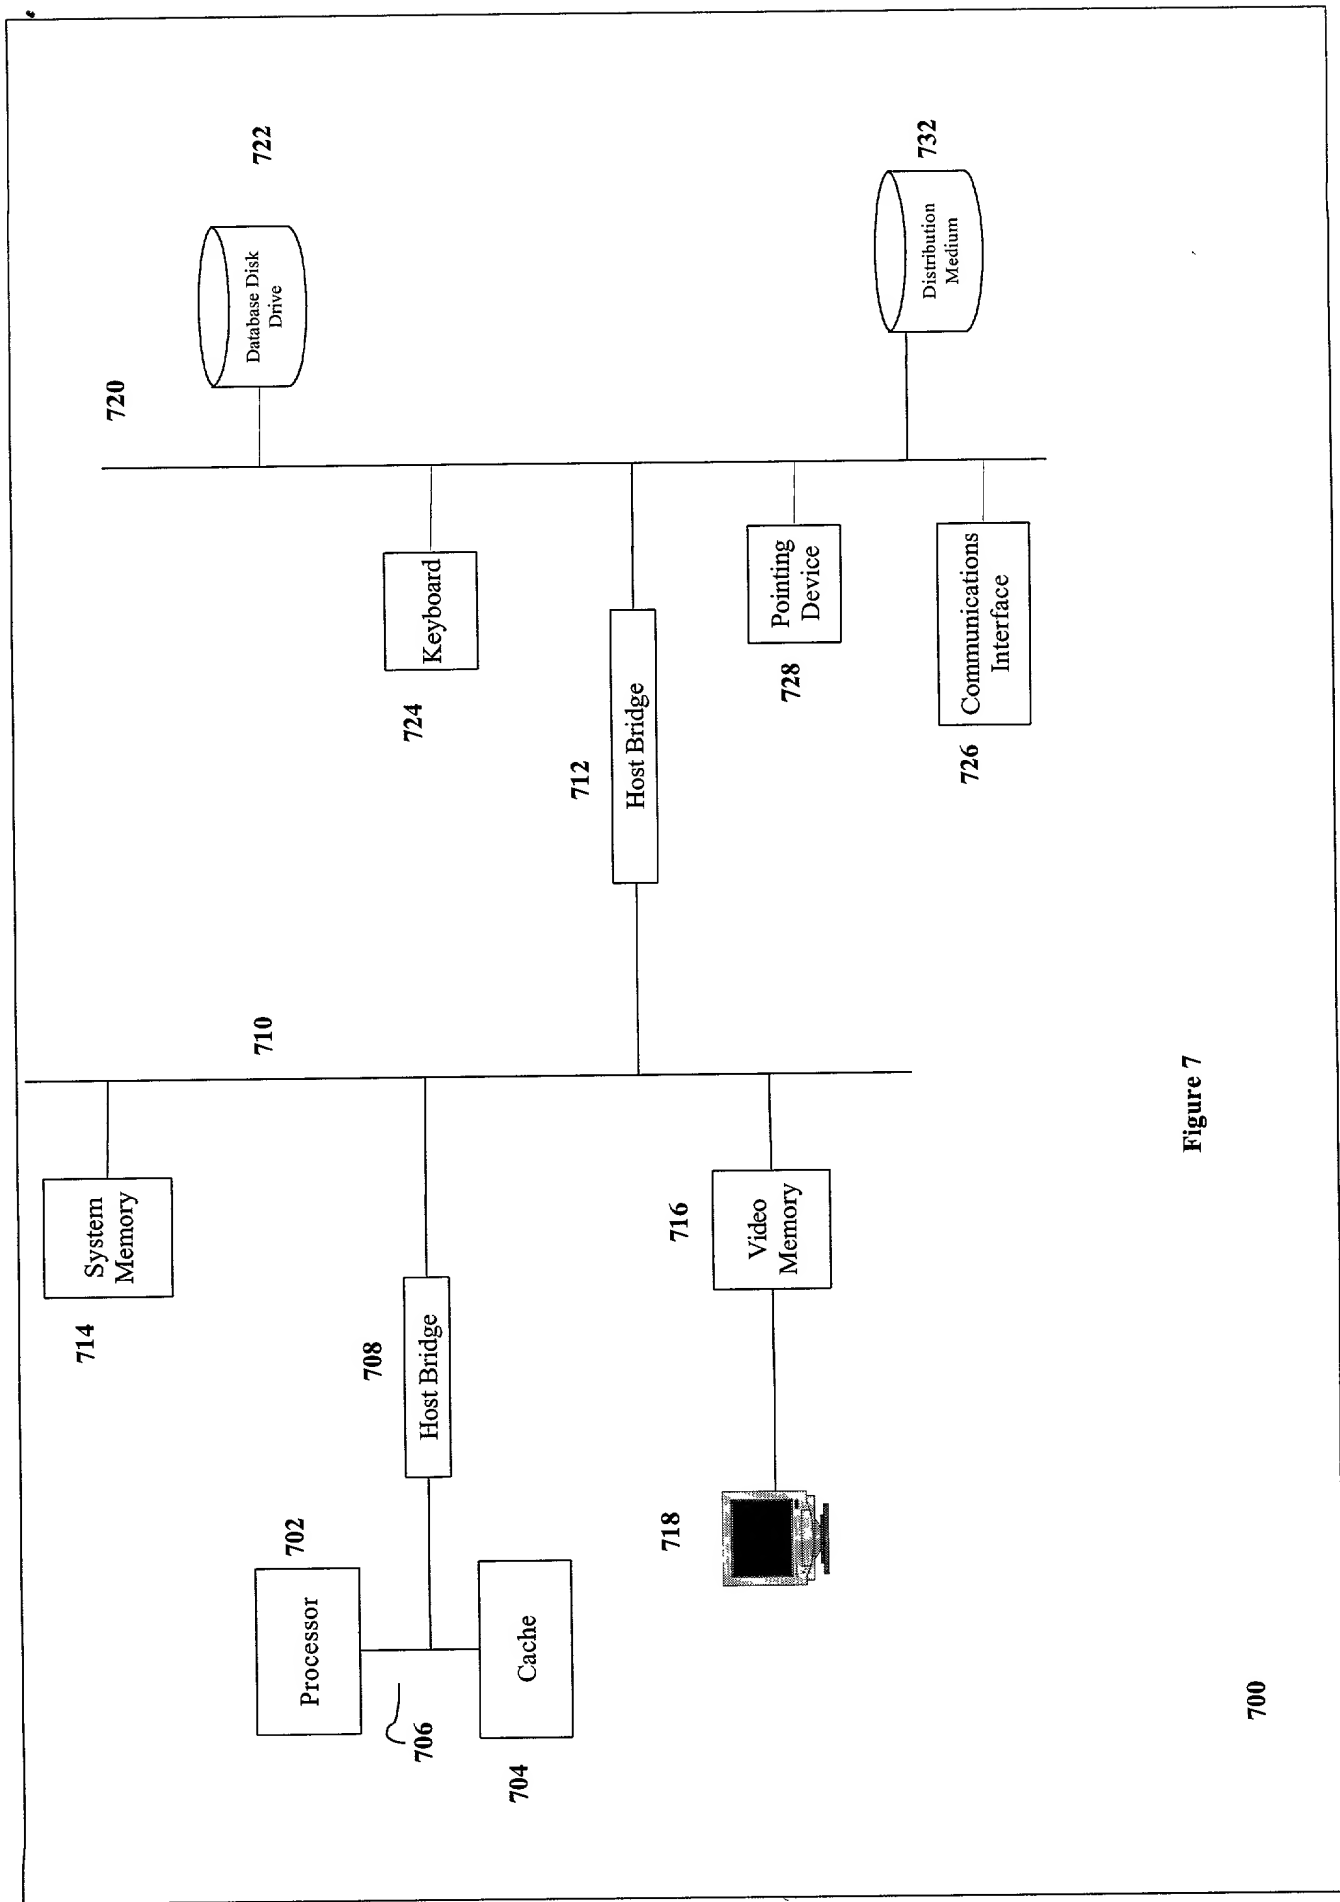 720
722
Database Disk
Drive
714
System
Memory
710
724
Keyboard
702
Processor
706
704
Cache
708
Host Bridge
712
Host Bridge
716
Video
Memory
718
728
Pointing
Device
726
Communications
Interface
732
Distribution
Medium
Figure 7
700